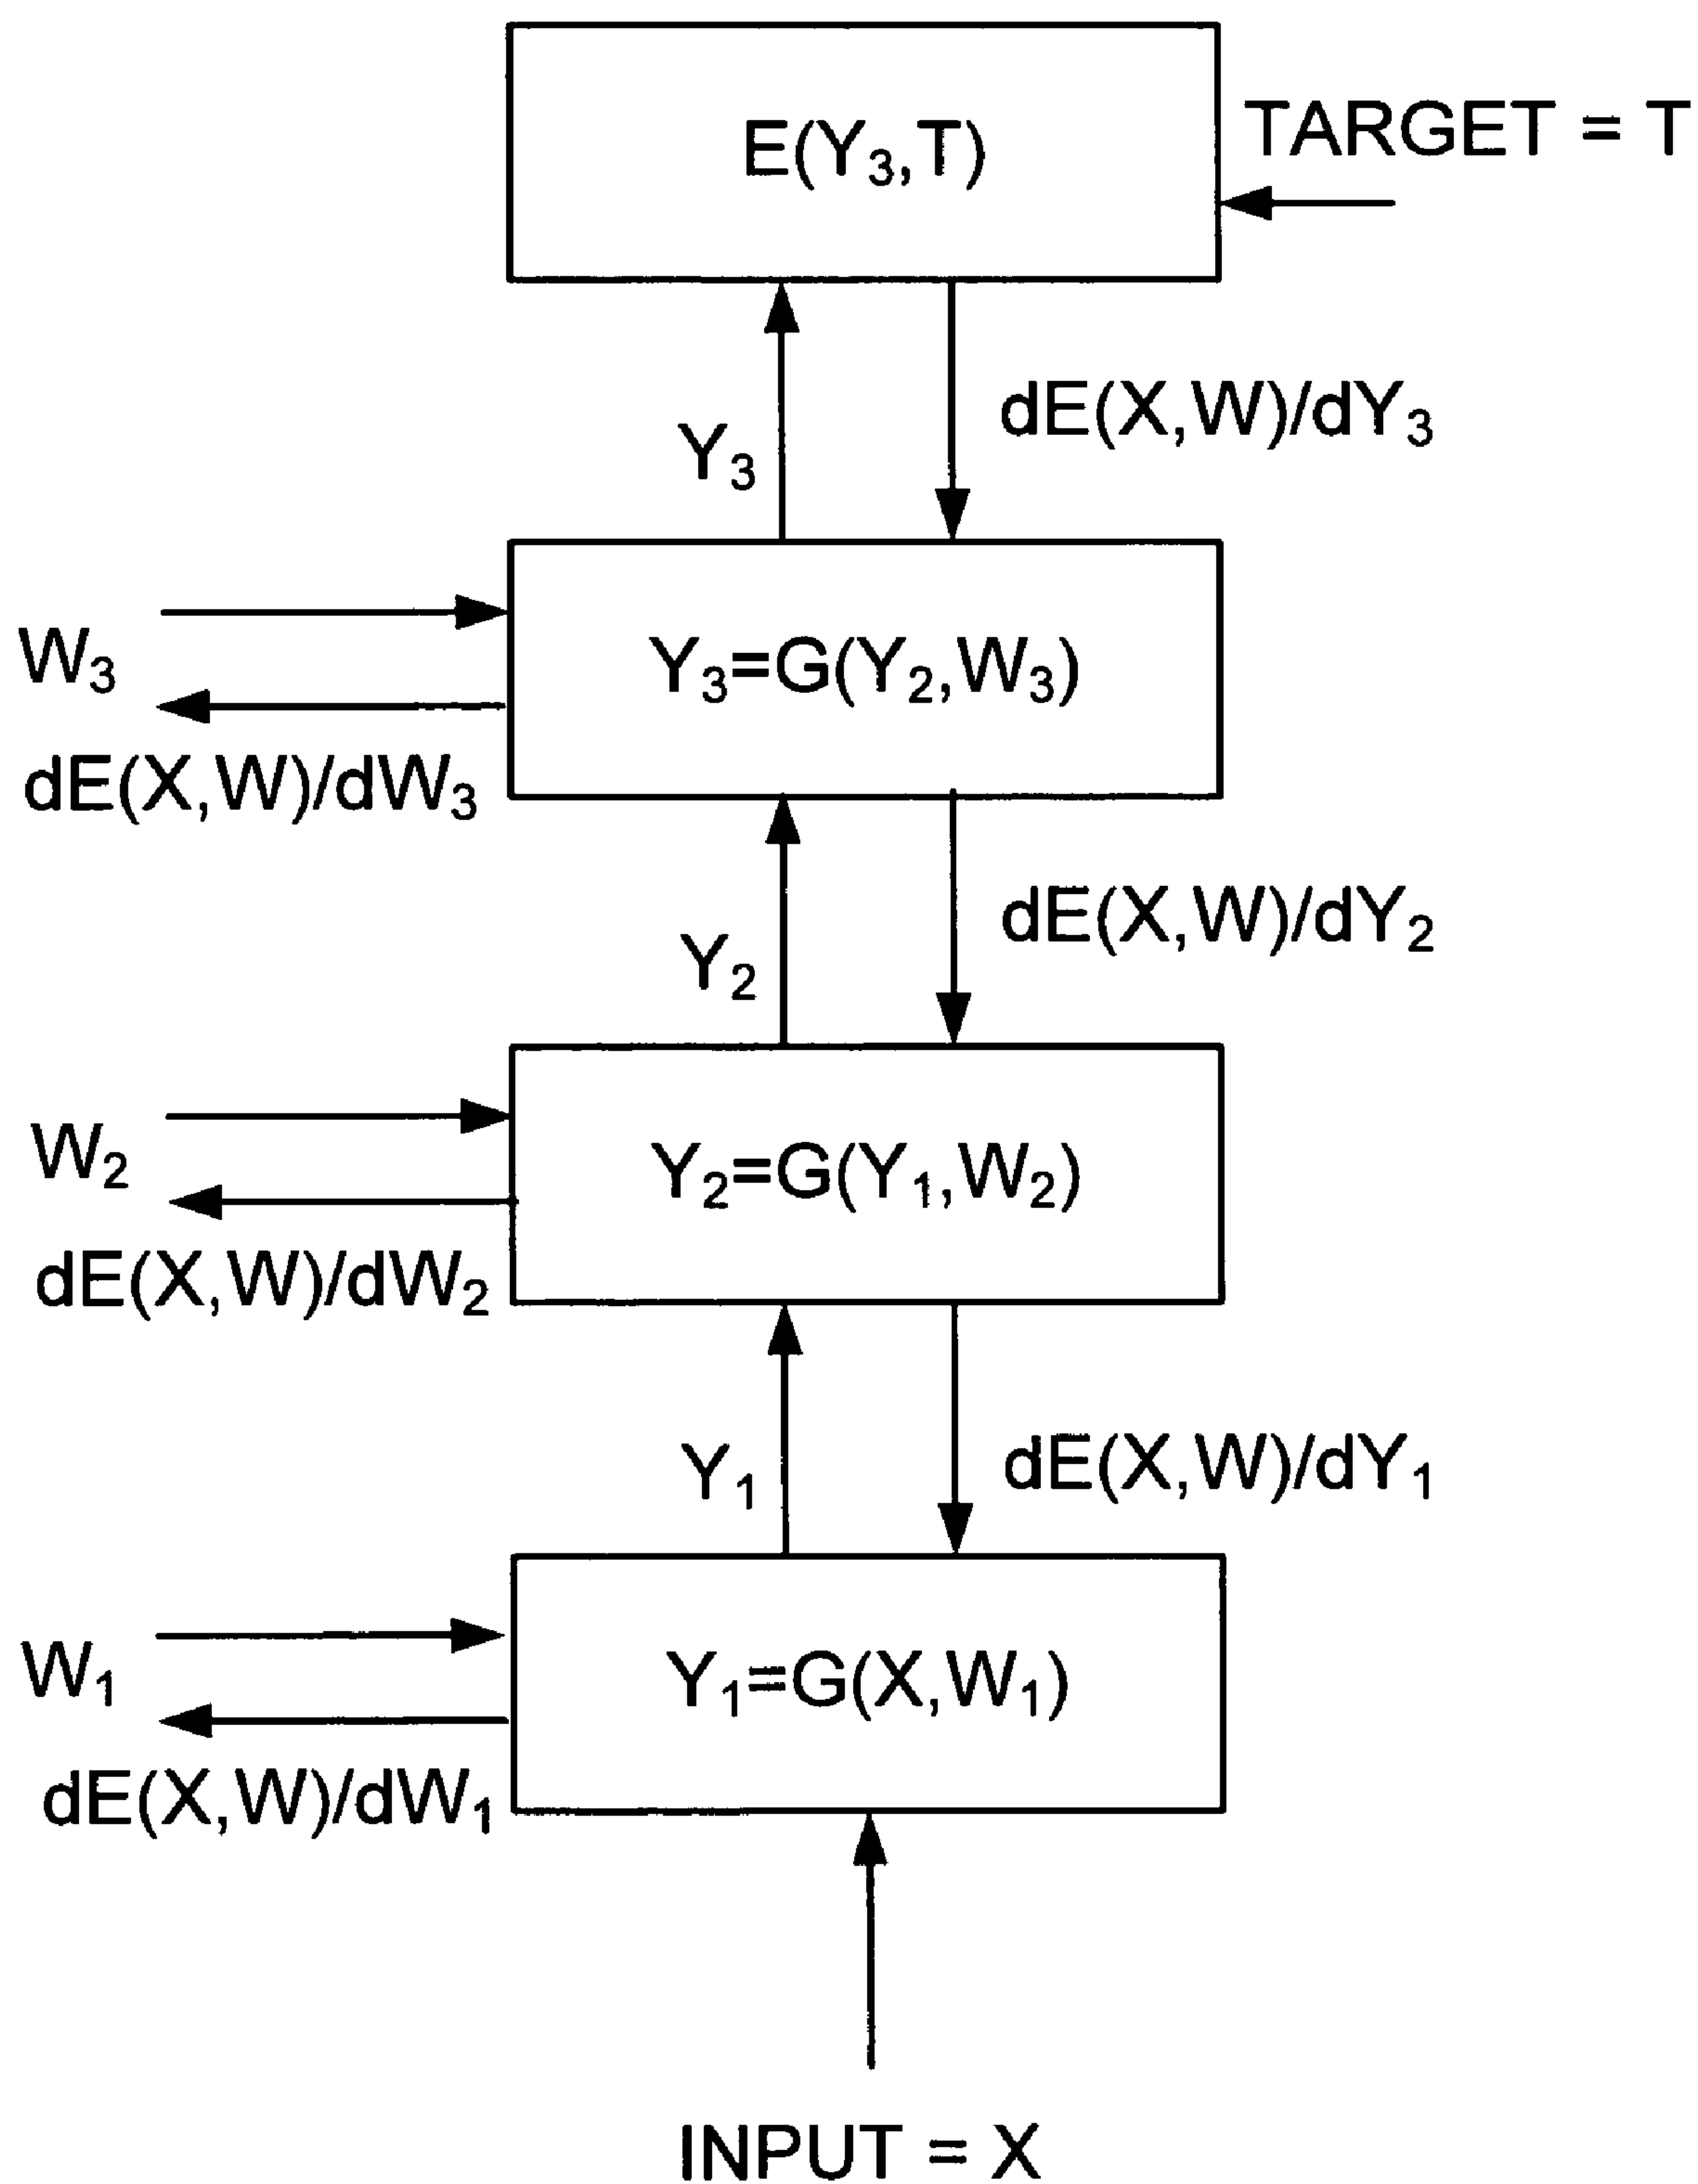 E(Y₃,T)
TARGET = T
Y₃
dE(X,W)/dY₃
W₃
Y₃=G(Y₂,W₃)
dE(X,W)/dW₃
Y₂
dE(X,W)/dY₂
W₂
Y₂=G(Y₁,W₂)
dE(X,W)/dW₂
Y₁
dE(X,W)/dY₁
W₁
Y₁=G(X,W₁)
dE(X,W)/dW₁
INPUT = X